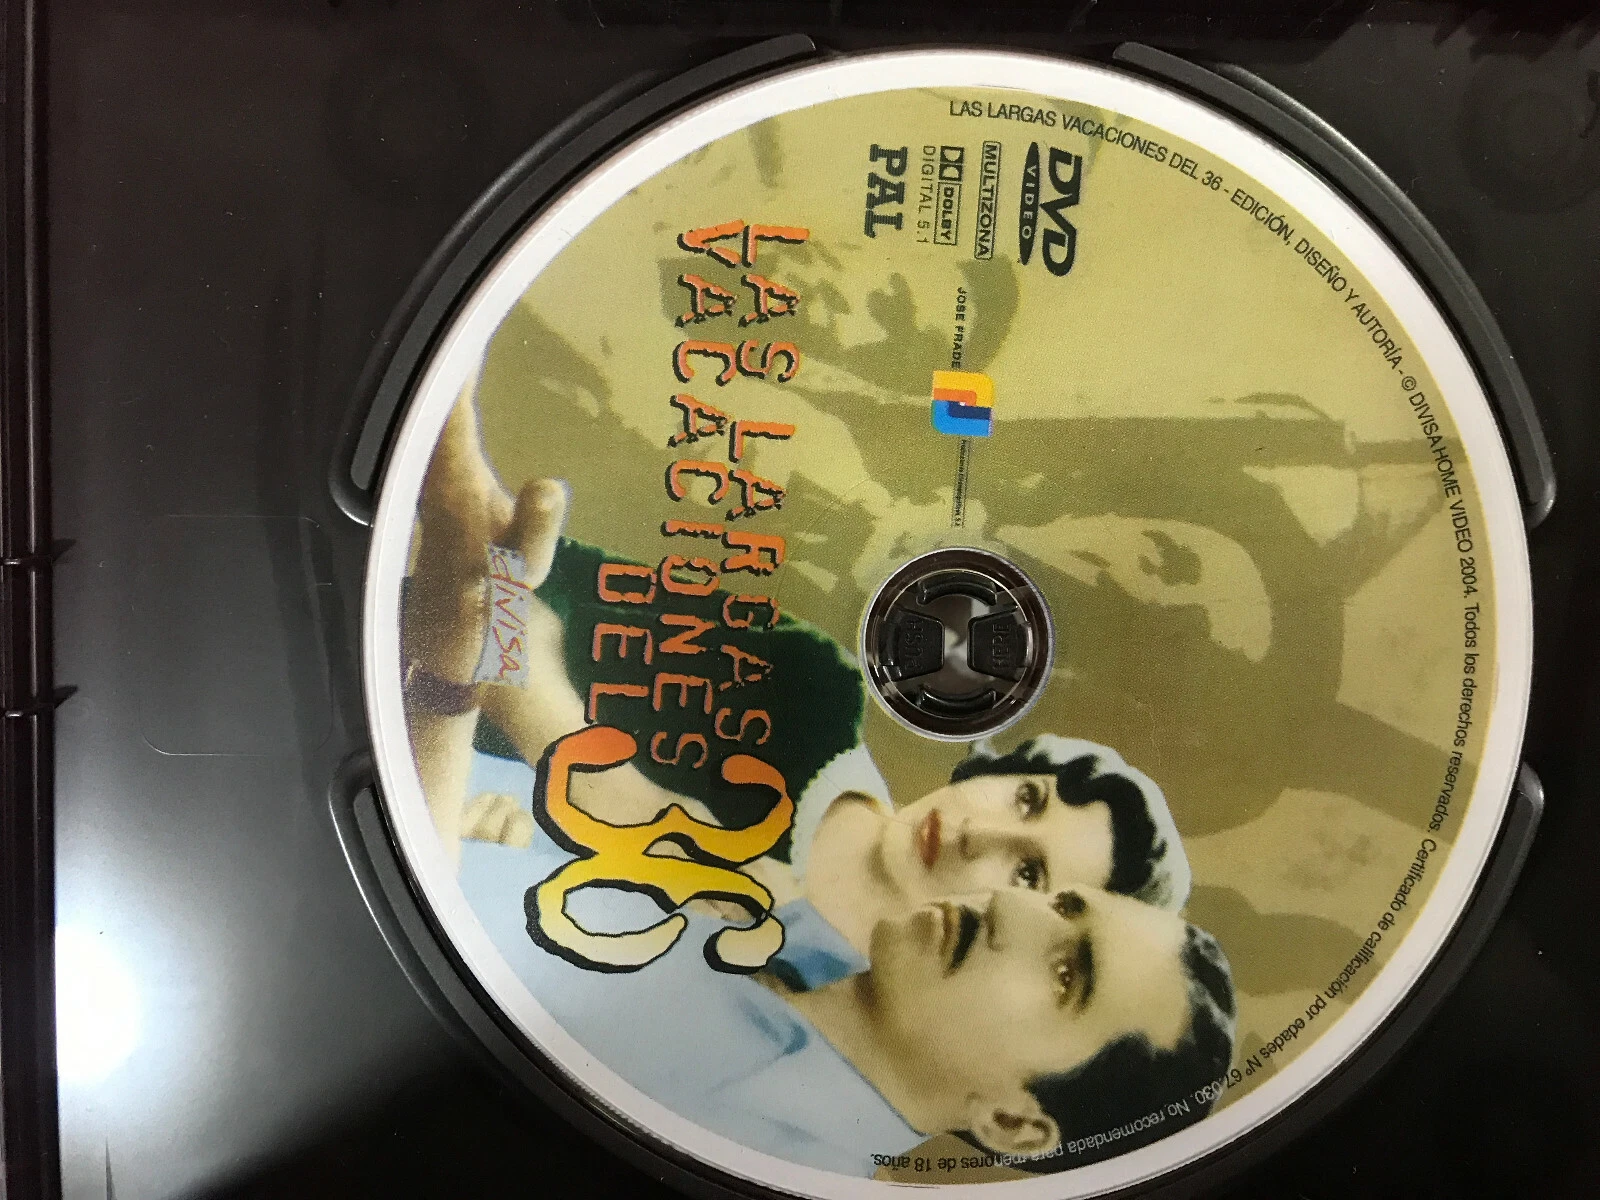 LAS LARGAS VACACIONES DEL 36 - EDICIÓN, DISEÑO Y AUTORÍA - © DIVISA HOME VIDEO 2004. Todos los derechos reservados. Certificado de calificación por edades Nº 67.030. No recomendada para menores de 18 años.
DVD
VIDEO
MULTIZONA
DOLBY
DIGITAL 5.1
PAL
JOSE FRADE
LAS LARGAS
VACACIONES
DEL 36
divisa
PUSH